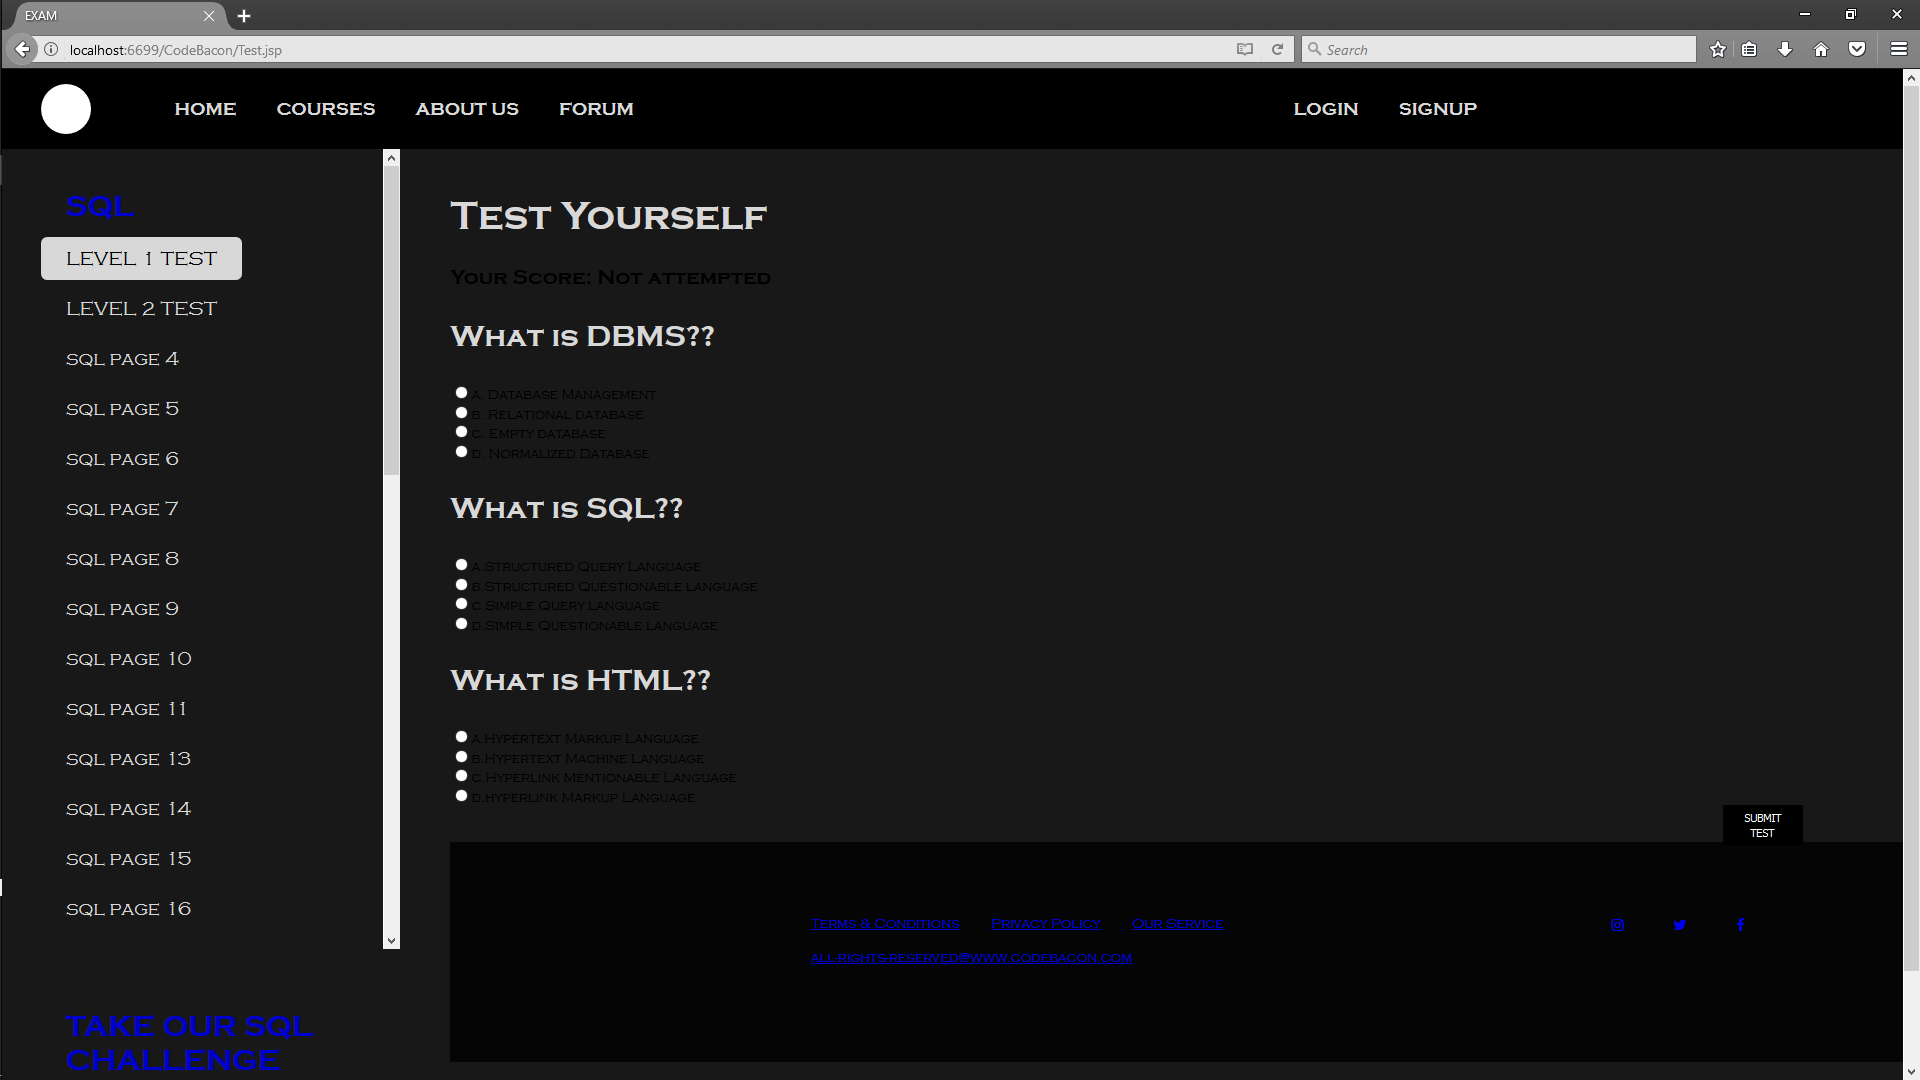 EXAM
localhost:6699/CodeBacon/Test.jsp
Search
HOME COURSES ABOUT US FORUM LOGIN SIGNUP
SQL
LEVEL 1 TEST
LEVEL 2 TEST
SQL PAGE 4
SQL PAGE 5
SQL PAGE 6
SQL PAGE 7
SQL PAGE 8
SQL PAGE 9
SQL PAGE 10
SQL PAGE 11
SQL PAGE 13
SQL PAGE 14
SQL PAGE 15
SQL PAGE 16
TAKE OUR SQL
CHALLENGE
Test Yourself
Your Score: Not attempted
What is DBMS??
a. Database Management
b. Relational database
c. Empty database
d. Normalized Database
What is SQL??
a.Structured Query Language
b.Structured Questionable language
c.Simple Query language
d.Simple Questionable language
What is HTML??
a.Hypertext Markup Language
b.Hypertext Machine Language
c.Hyperlink Mentionable Language
d.hyperlink Markup Language
SUBMIT
TEST
Terms & Conditions Privacy Policy Our Service
all-rights-reserved@www.codebacon.com